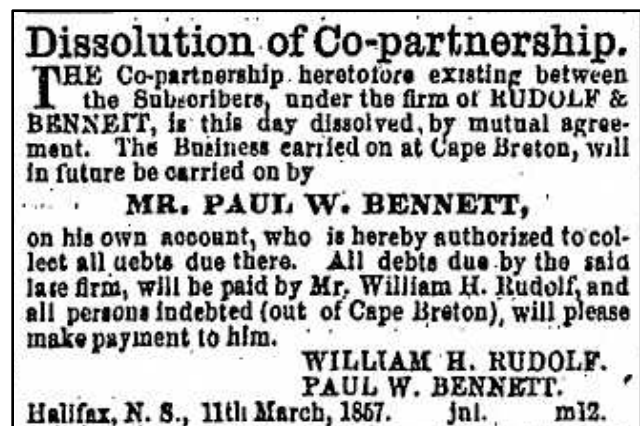 Dissolution of Co-partnership.
THE Co-partnership heretofore existing between
the Subscribers, under the firm of RUDOLF &
BENNETT, is this day dissolved, by mutual agree-
ment. The Business carried on at Cape Breton, will
in future be carried on by
MR. PAUL W. BENNETT,
on his own account, who is hereby authorized to col-
lect all debts due there. All debts due by the said
late firm, will be paid by Mr. William H. Rudolf, and
all persons indebted (out of Cape Breton), will please
make payment to him.
WILLIAM H. RUDOLF.
PAUL W. BENNETT.
Halifax, N. S., 11th March, 1857. jnl. m12.